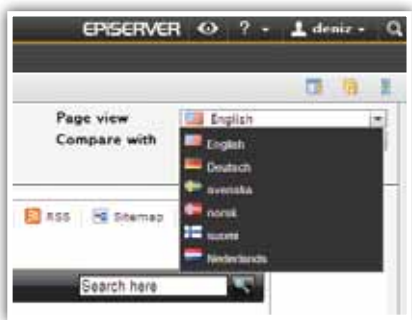 EPiSERVER ? deniz
Page view English
Compare with
English
Deutsch
svenska
norsk
suomi
Nederlands
RSS Sitemap
Search here